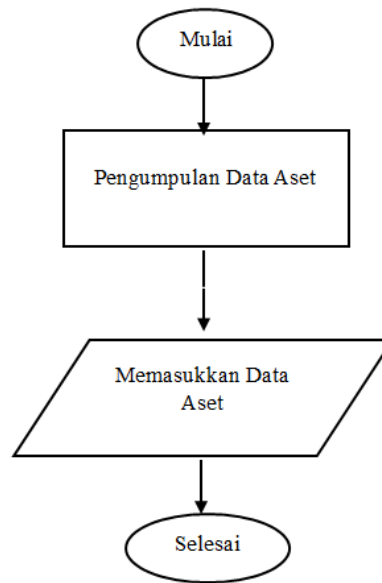 Mulai
Pengumpulan Data Aset
Memasukkan Data
Aset
Selesai